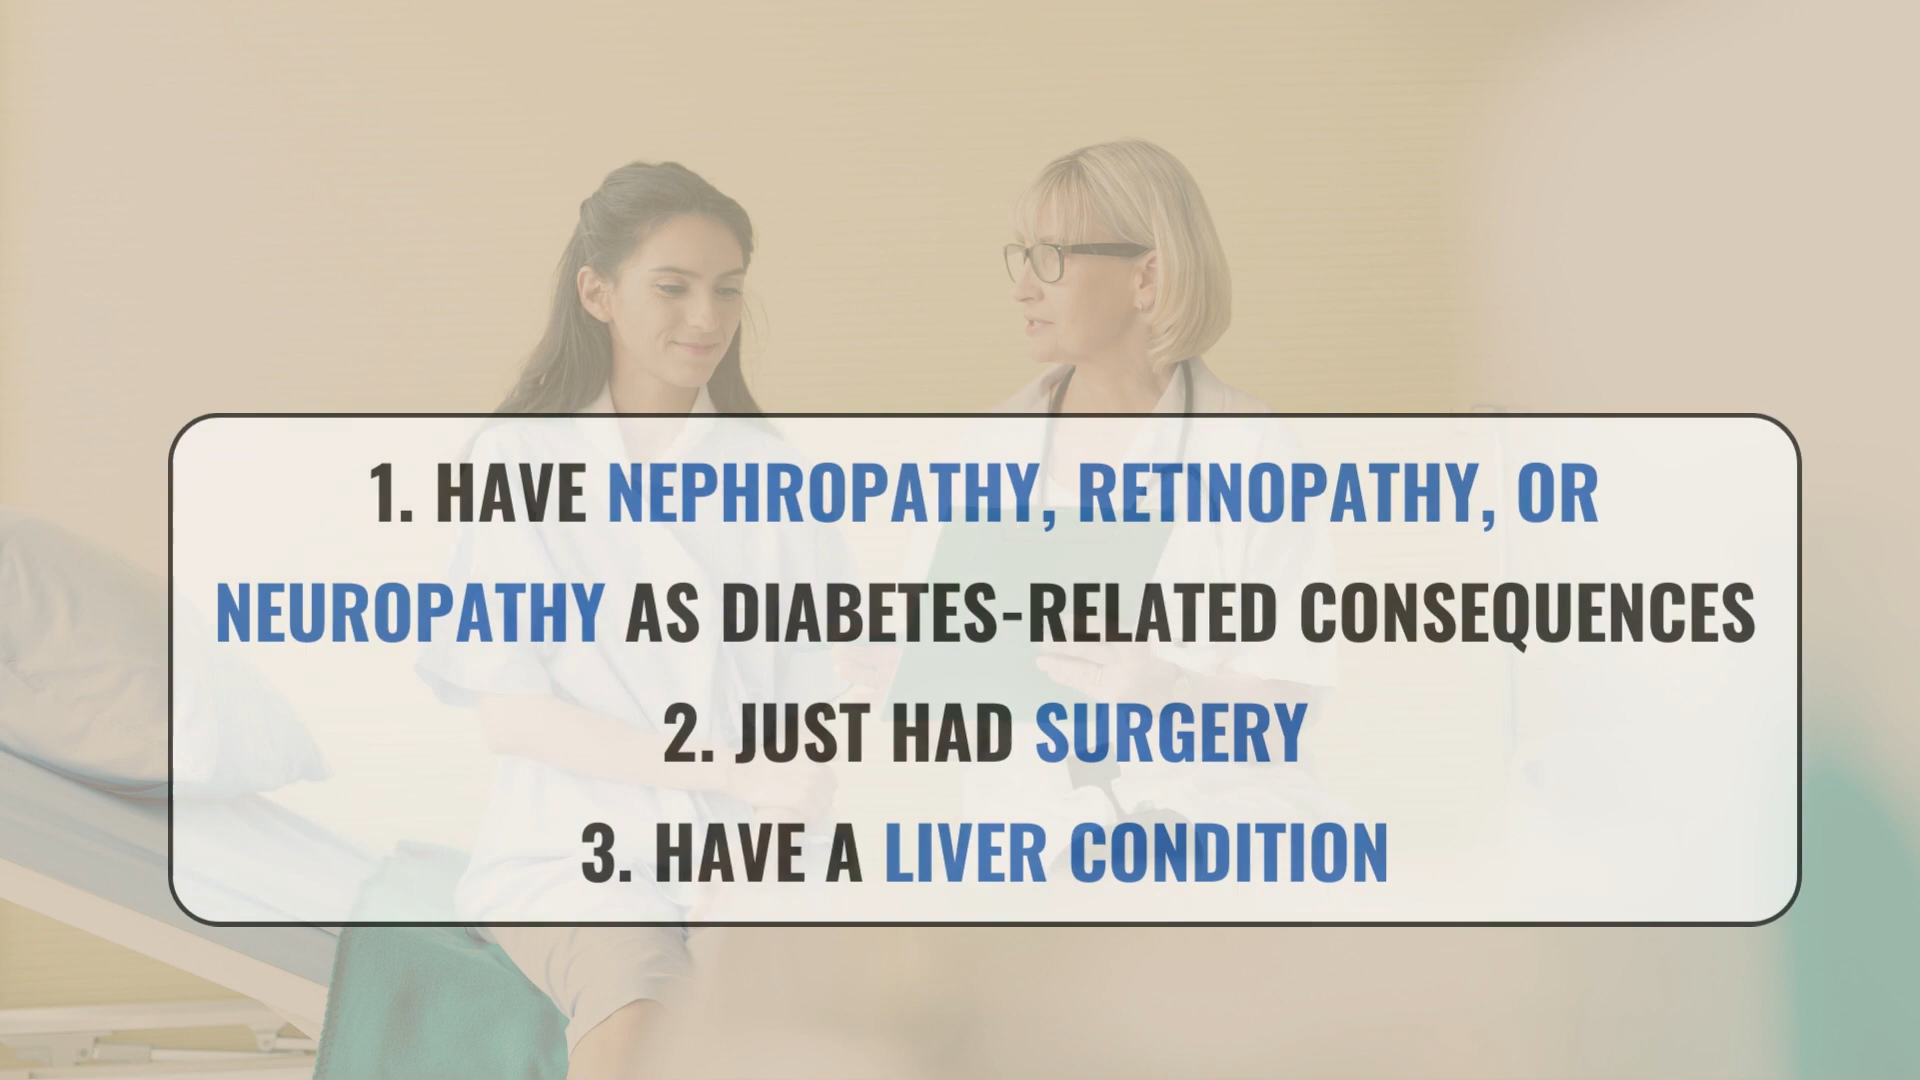 1. HAVE NEPHROPATHY, RETINOPATHY, OR
NEUROPATHY AS DIABETES-RELATED CONSEQUENCES
2. JUST HAD SURGERY
3. HAVE A LIVER CONDITION